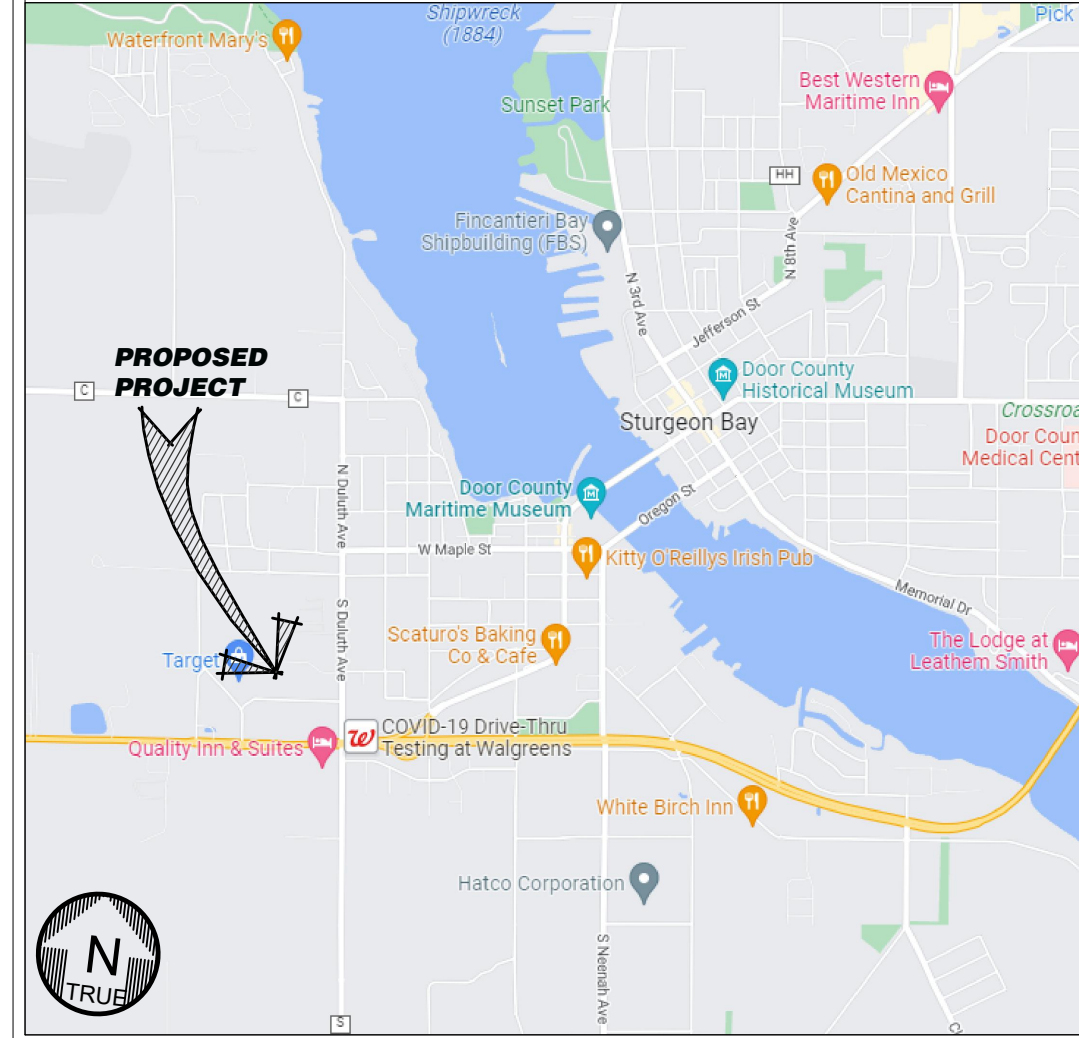 Shipwreck
(1884)
Pick
Waterfront Mary's
Best Western
Maritime Inn
Sunset Park
HH
Old Mexico
Cantina and Grill
Fincantieri Bay
Shipbuilding (FBS)
N 8th Ave
N 3rd Ave
Jefferson St
PROPOSED
PROJECT
C
C
Door County
Historical Museum
Sturgeon Bay
Crossroa
Door Coun
Medical Cent
N Duluth Ave
Door County
Maritime Museum
Oregon St
W Maple St
Kitty O'Reillys Irish Pub
Memorial Dr
S Duluth Ave
Scaturo's Baking
Co & Cafe
The Lodge at
Leathem Smith
Target
Quality Inn & Suites
W
COVID-19 Drive-Thru
Testing at Walgreens
White Birch Inn
Hatco Corporation
S Neenah Ave
N
TRUE
S